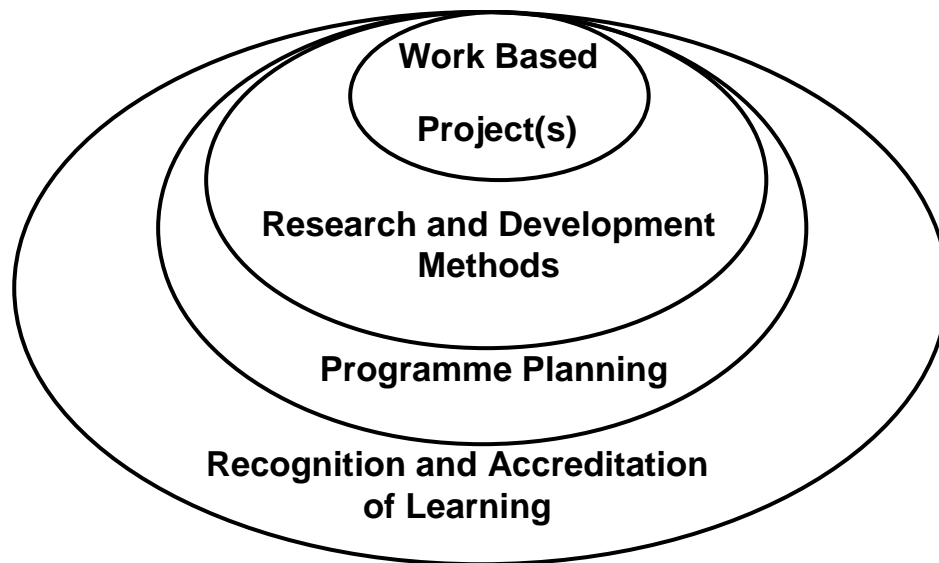 Work Based
Project(s)
Research and Development
Methods
Programme Planning
Recognition and Accreditation
of Learning